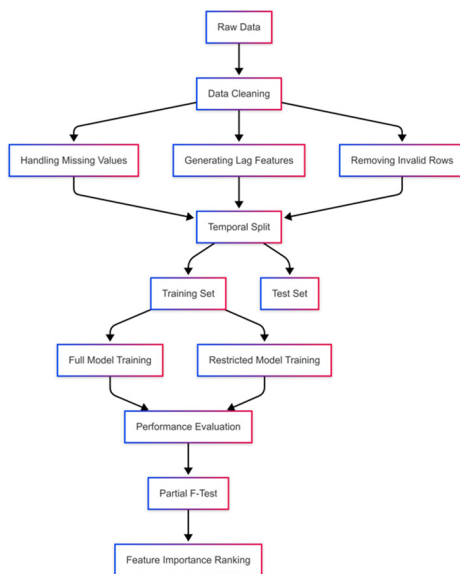 Raw Data
Data Cleaning
Handling Missing Values
Generating Lag Features
Removing Invalid Rows
Temporal Split
Training Set
Test Set
Full Model Training
Restricted Model Training
Performance Evaluation
Partial F-Test
Feature Importance Ranking